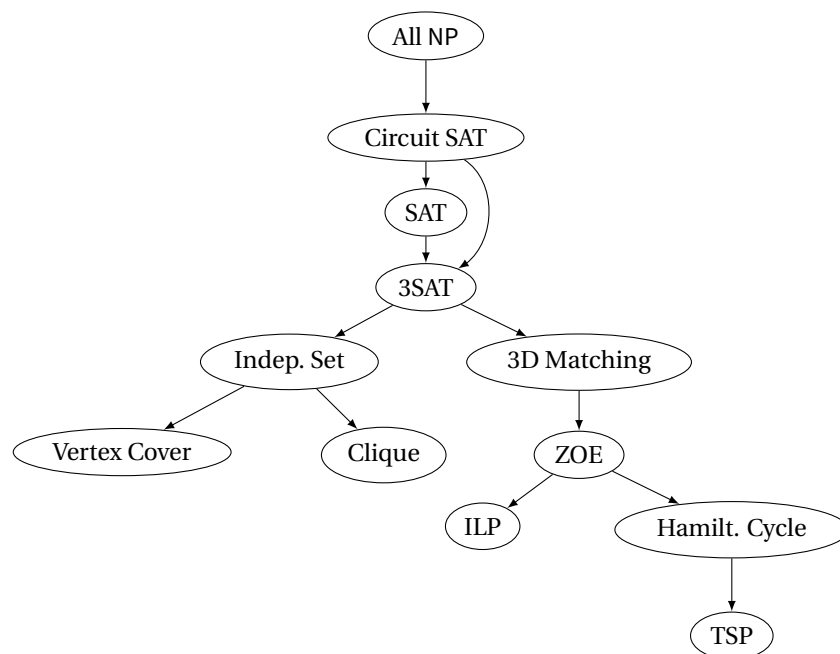 All NP
Circuit SAT
SAT
3SAT
Indep. Set
3D Matching
Vertex Cover
Clique
ZOE
ILP
Hamilt. Cycle
TSP